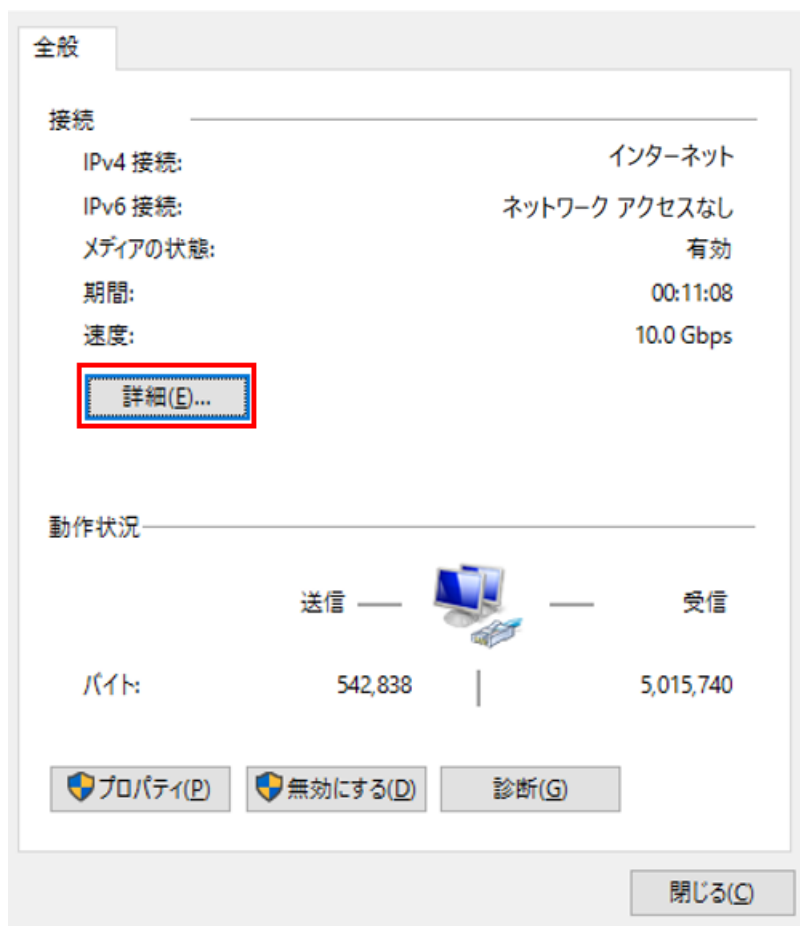 全般
接続
IPv4 接続: インターネット
IPv6 接続: ネットワーク アクセスなし
メディアの状態: 有効
期間: 00:11:08
速度: 10.0 Gbps
詳細(E)...
動作状況
送信 受信
バイト: 542,838 5,015,740
プロパティ(P) 無効にする(D) 診断(G)
閉じる(C)